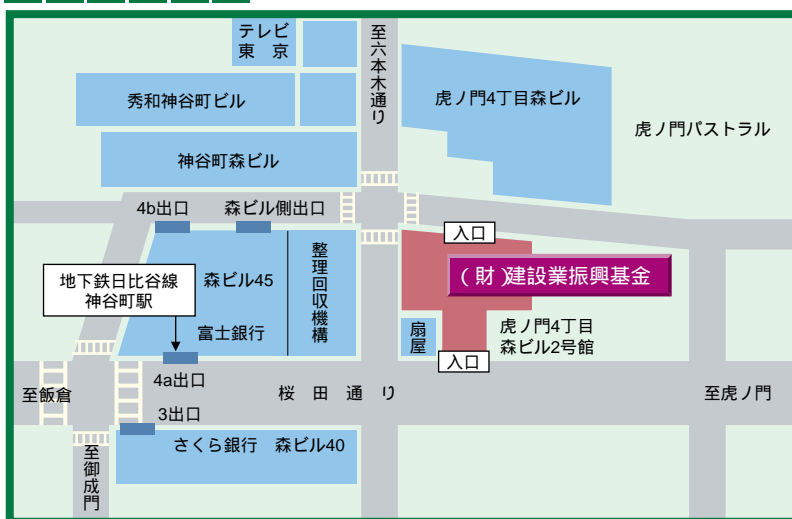 テレビ
東京
至六本木通り
秀和神谷町ビル
虎ノ門4丁目森ビル
虎ノ門パストラル
神谷町森ビル
4b出口
森ビル側出口
入口
地下鉄日比谷線
神谷町駅
森ビル45
整理回収機構
(財)建設業振興基金
富士銀行
扇屋
虎ノ門4丁目
森ビル2号館
入口
4a出口
至飯倉
桜田通り
至虎ノ門
3出口
さくら銀行 森ビル40
至御成門